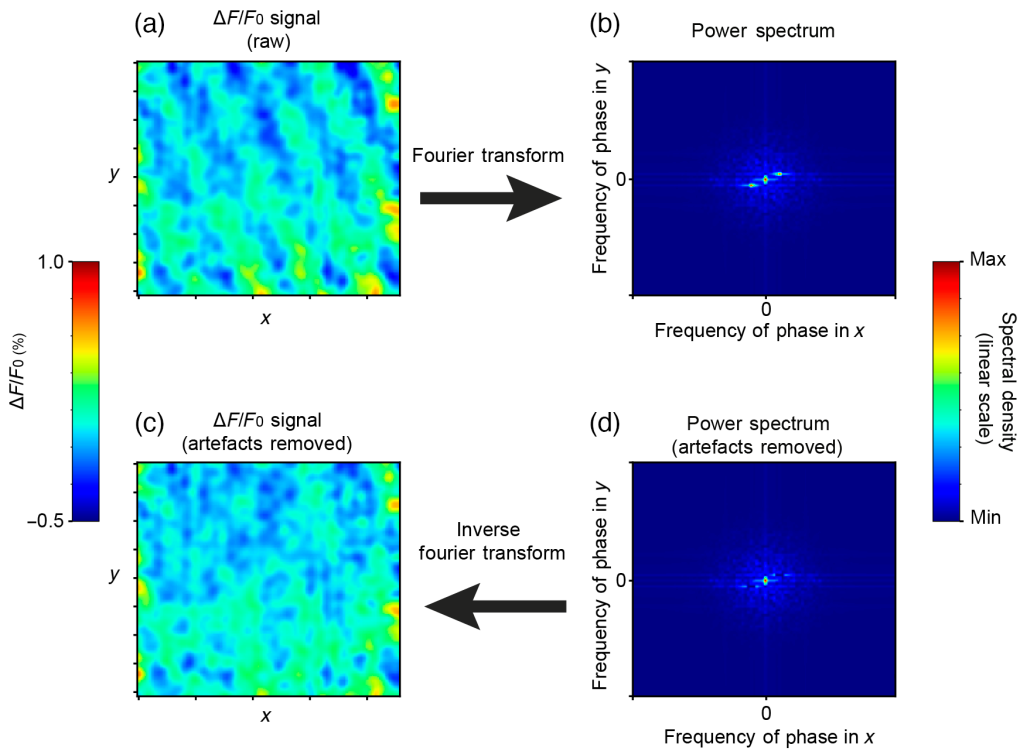 (a)
ΔF/F0 signal
(raw)
y
x
Fourier transform
(b)
Power spectrum
Frequency of phase in y
0
0
Frequency of phase in x
1.0
ΔF/F0 (%)
−0.5
Max
Spectral density
(linear scale)
Min
(c)
ΔF/F0 signal
(artefacts removed)
y
x
Inverse
fourier transform
(d)
Power spectrum
(artefacts removed)
Frequency of phase in y
0
0
Frequency of phase in x